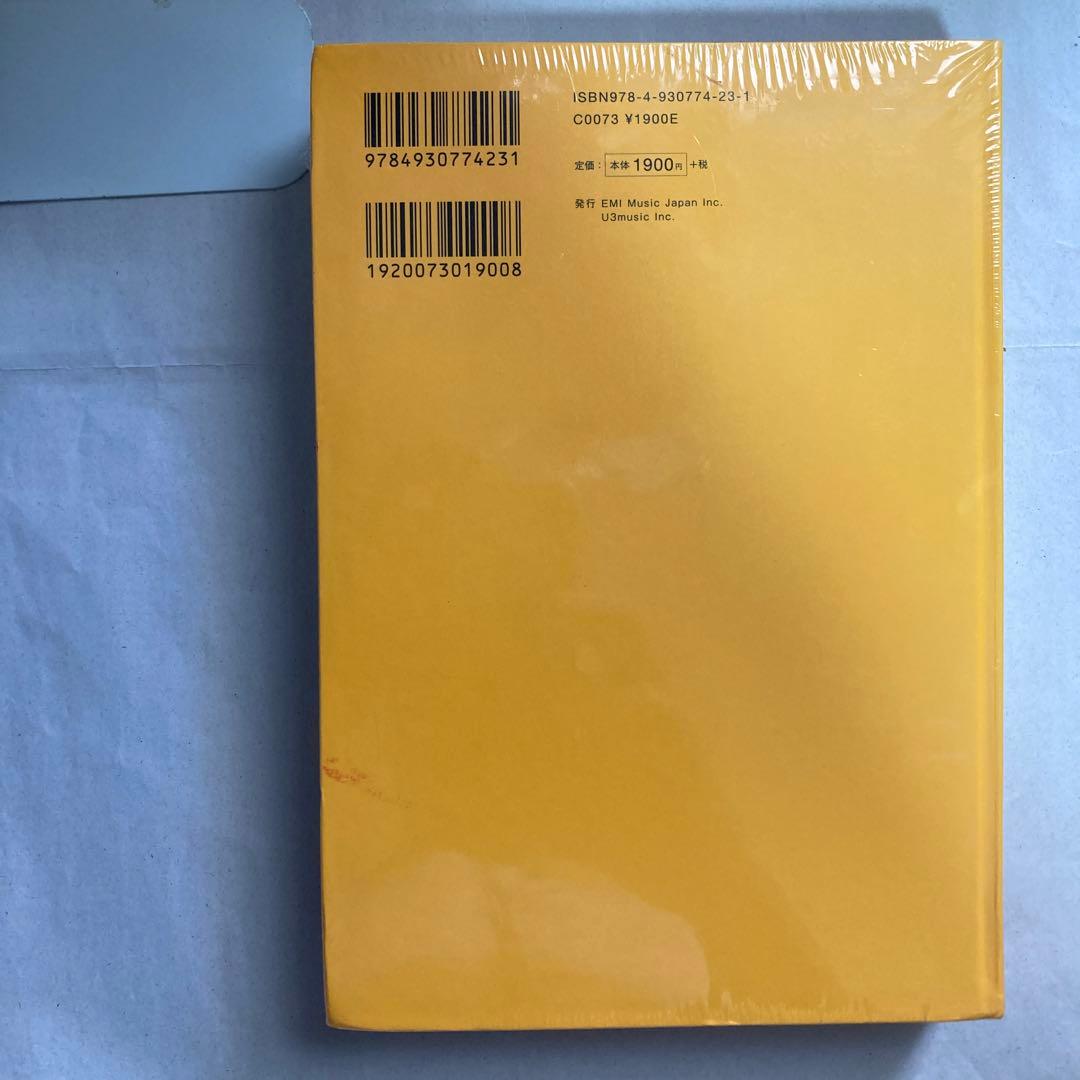 9784930774231
1920073019008
ISBN978-4-930774-23-1
C0073 ¥1900E
定価：本体1900円+税
発行 EMI Music Japan Inc.
U3music Inc.